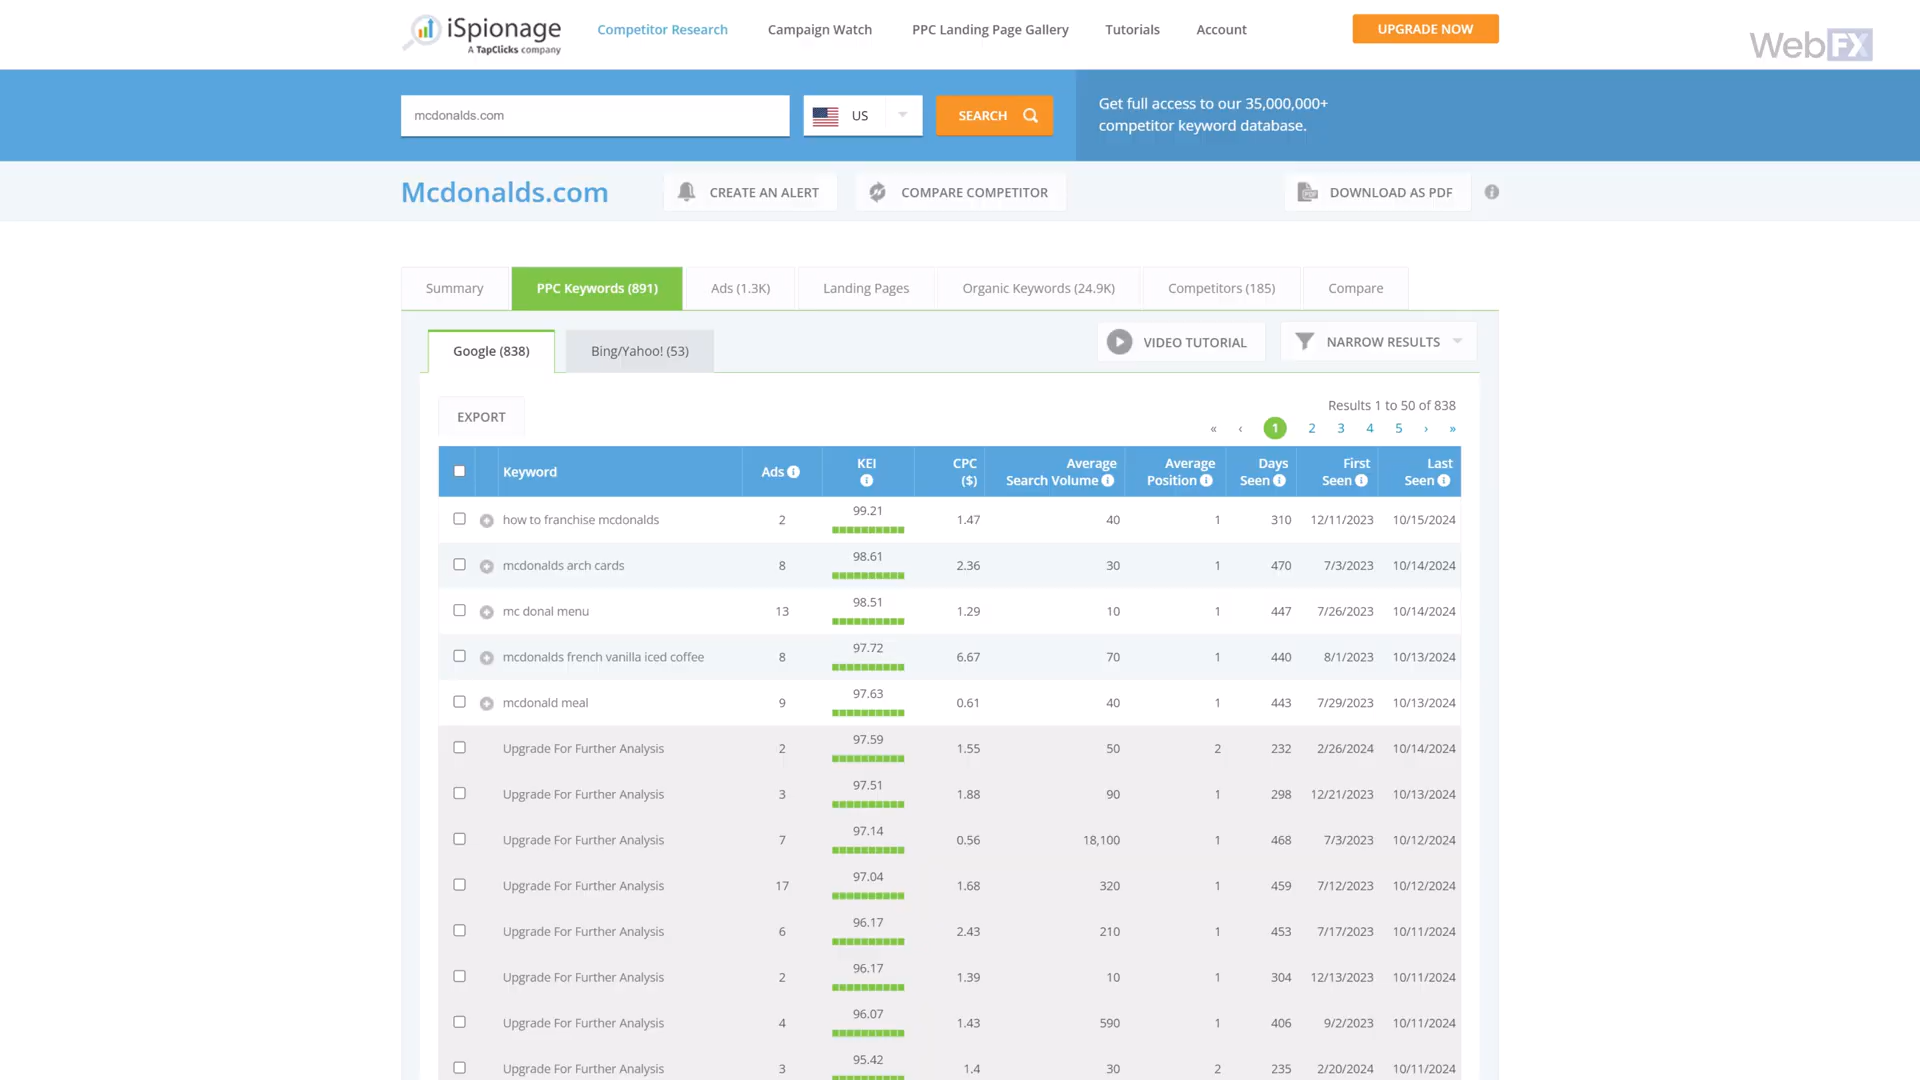 iSpionage
A TapClicks company
Competitor Research
Campaign Watch
PPC Landing Page Gallery
Tutorials
Account
UPGRADE NOW
WebFX
mcdonalds.com
US
SEARCH
Get full access to our 35,000,000+
competitor keyword database.
Mcdonalds.com
CREATE AN ALERT
COMPARE COMPETITOR
DOWNLOAD AS PDF
Summary
PPC Keywords (891)
Ads (1.3K)
Landing Pages
Organic Keywords (24.9K)
Competitors (185)
Compare
Google (838)
Bing/Yahoo! (53)
VIDEO TUTORIAL
NARROW RESULTS
EXPORT
Results 1 to 50 of 838
« ‹ 1 2 3 4 5 › »
Keyword Ads KEI CPC ($) Average Search Volume Average Position Days Seen First Seen Last Seen
how to franchise mcdonalds 2 99.21 1.47 40 1 310 12/11/2023 10/15/2024
mcdonalds arch cards 8 98.61 2.36 30 1 470 7/3/2023 10/14/2024
mc donal menu 13 98.51 1.29 10 1 447 7/26/2023 10/14/2024
mcdonalds french vanilla iced coffee 8 97.72 6.67 70 1 440 8/1/2023 10/13/2024
mcdonald meal 9 97.63 0.61 40 1 443 7/29/2023 10/13/2024
Upgrade For Further Analysis 2 97.59 1.55 50 2 232 2/26/2024 10/14/2024
Upgrade For Further Analysis 3 97.51 1.88 90 1 298 12/21/2023 10/13/2024
Upgrade For Further Analysis 7 97.14 0.56 18,100 1 468 7/3/2023 10/12/2024
Upgrade For Further Analysis 17 97.04 1.68 320 1 459 7/12/2023 10/12/2024
Upgrade For Further Analysis 6 96.17 2.43 210 1 453 7/17/2023 10/11/2024
Upgrade For Further Analysis 2 96.17 1.39 10 1 304 12/13/2023 10/11/2024
Upgrade For Further Analysis 4 96.07 1.43 590 1 406 9/2/2023 10/11/2024
Upgrade For Further Analysis 3 95.42 1.4 30 2 235 2/20/2024 10/11/2024